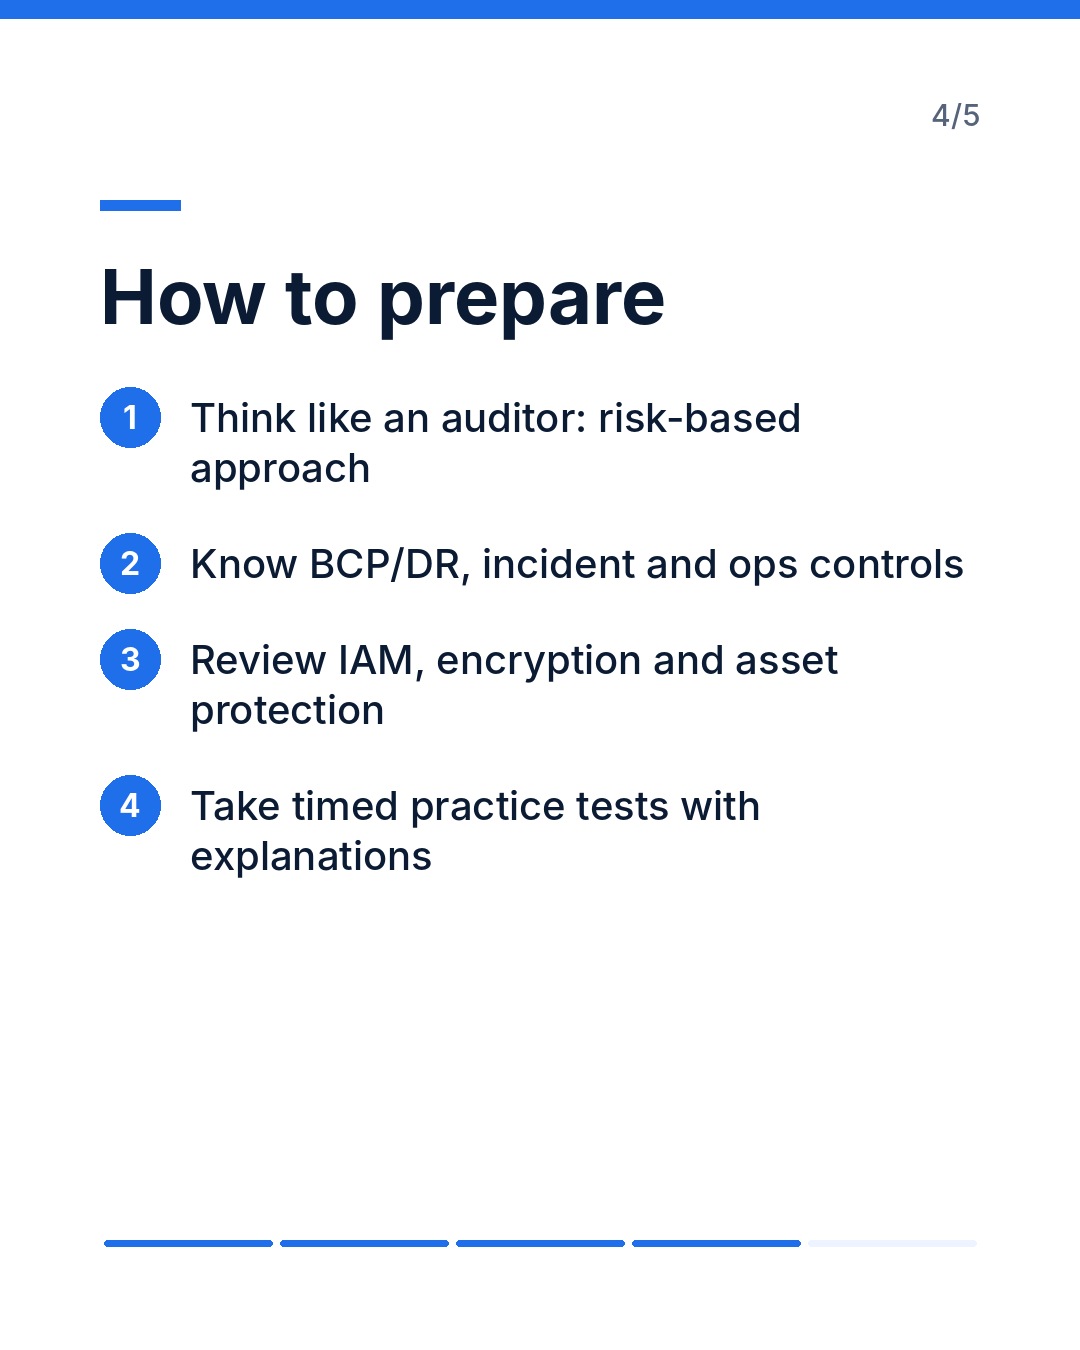 4/5
How to prepare
1 Think like an auditor: risk-based
approach
2 Know BCP/DR, incident and ops controls
3 Review IAM, encryption and asset
protection
4 Take timed practice tests with
explanations